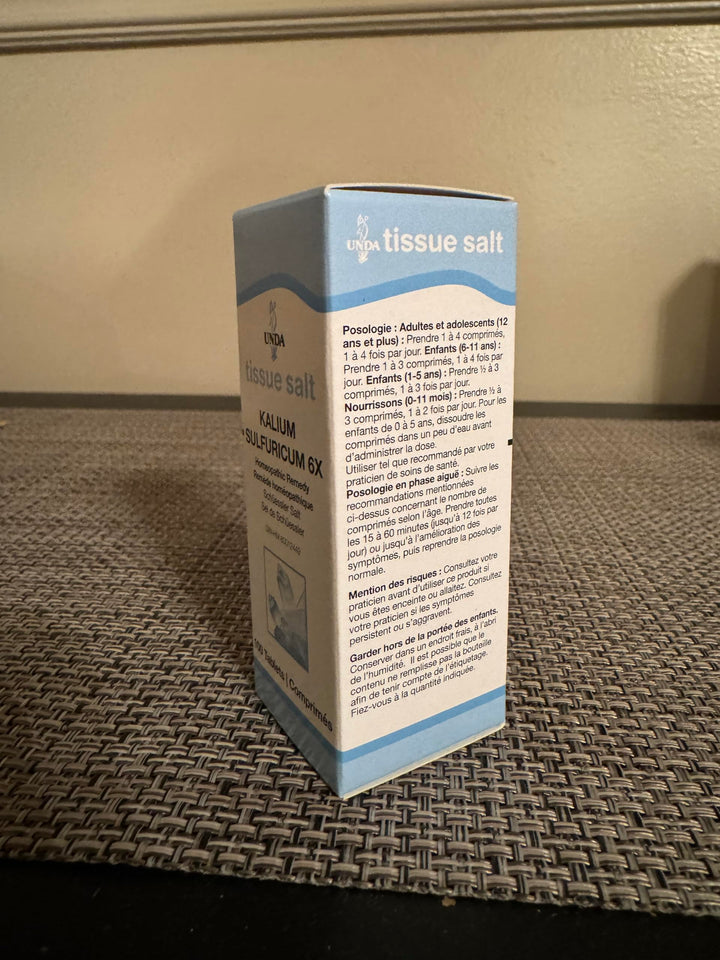 UNDA
tissue salt
KALIUM
SULFURICUM 6X
Homeopathic Remedy
Remède homéopathique
Schüessler Salt
Sel de Schüessler
100 Tablets | Comprimés
UNDA tissue salt
Posologie : Adultes et adolescents (12
ans et plus) : Prendre 1 à 4 comprimés,
1 à 4 fois par jour. Enfants (6-11 ans) :
Prendre 1 à 3 comprimés, 1 à 4 fois par
jour. Enfants (1-5 ans) : Prendre ½ à 3
comprimés, 1 à 3 fois par jour.
Nourrissons (0-11 mois) : Prendre ½ à
3 comprimés, 1 à 2 fois par jour. Pour les
enfants de 0 à 5 ans, dissoudre les
comprimés dans un peu d'eau avant
d'administrer la dose.
Utiliser tel que recommandé par votre
praticien de soins de santé.
Posologie en phase aiguë : Suivre les
recommandations mentionnées
ci-dessus concernant le nombre de
comprimés selon l'âge. Prendre toutes
les 15 à 60 minutes (jusqu'à 12 fois par
jour) ou jusqu'à l'amélioration des
symptômes, puis reprendre la posologie
normale.
Mention des risques : Consultez votre
praticien avant d'utiliser ce produit si
vous êtes enceinte ou allaitez. Consultez
votre praticien si les symptômes
persistent ou s'aggravent.
Garder hors de la portée des enfants.
Conserver dans un endroit frais, à l'abri
de l'humidité. Il est possible que le
contenu ne remplisse pas la bouteille
afin de tenir compte de l'étiquetage.
Fiez-vous à la quantité indiquée.